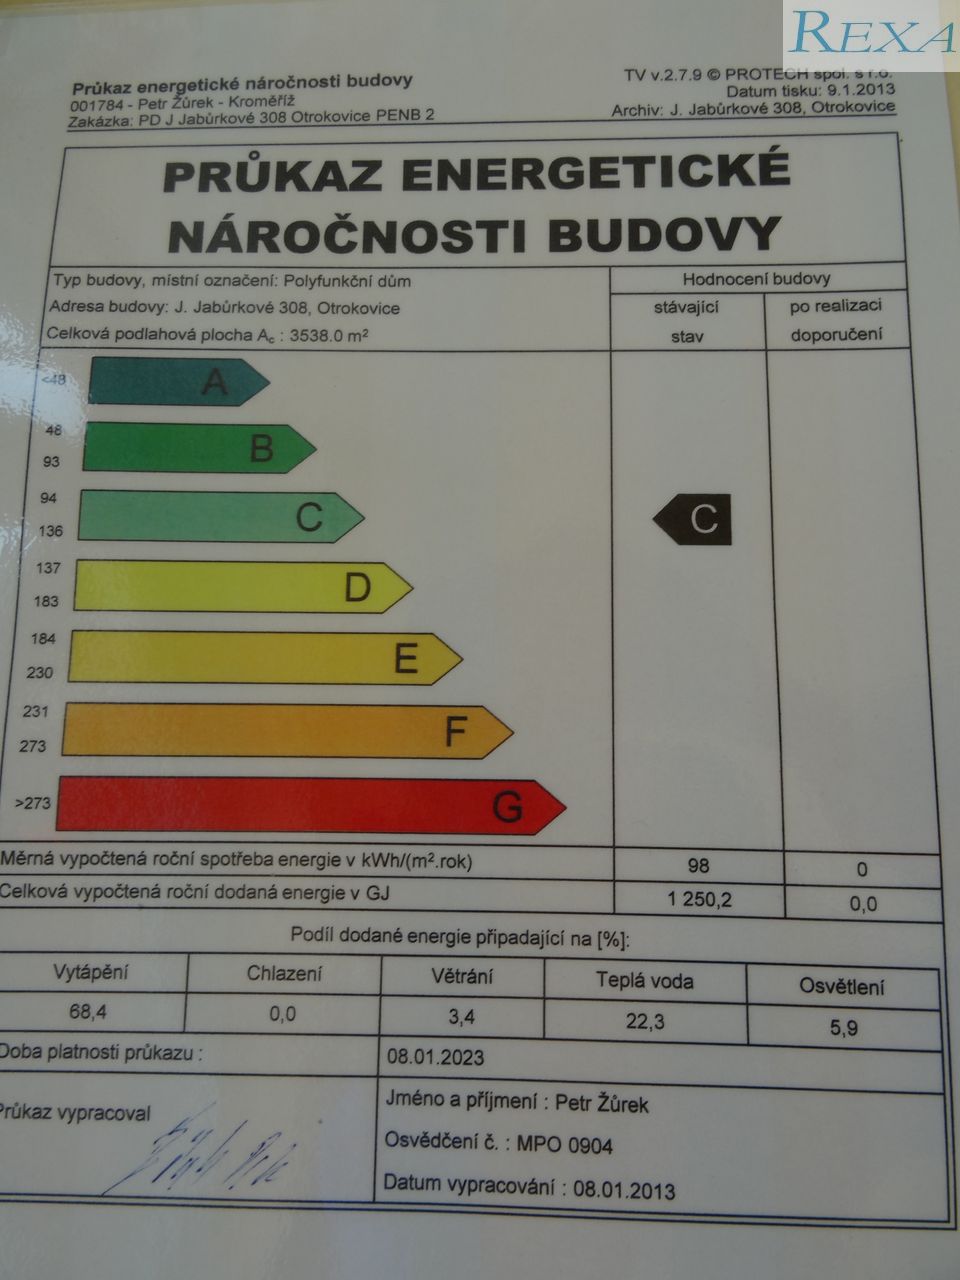 REXA
Průkaz energetické náročnosti budovy
001784 - Petr Žůrek - Kroměříž
Zakázka: PD J Jabůrkové 308 Otrokovice PENB 2
TV v.2.7.9 © PROTECH spol. s r.o.
Datum tisku: 9.1.2013
Archiv: J. Jabůrkové 308, Otrokovice
PRŮKAZ ENERGETICKÉ
NÁROČNOSTI BUDOVY
Typ budovy, místní označení: Polyfunkční dům
Adresa budovy: J. Jabůrkové 308, Otrokovice
Celková podlahová plocha Ac : 3538.0 m²
Hodnocení budovy
stávající
stav
po realizaci
doporučení
<48
A
48
B
93
94
C
136
C
137
D
183
184
E
230
231
F
273
>273
G
Měrná vypočtená roční spotřeba energie v kWh/(m².rok) 98 0
Celková vypočtená roční dodaná energie v GJ 1 250,2 0,0
Podíl dodané energie připadající na [%]:
Vytápění Chlazení Větrání Teplá voda Osvětlení
68,4 0,0 3,4 22,3 5,9
Doba platnosti průkazu : 08.01.2023
Průkaz vypracoval
Jméno a příjmení : Petr Žůrek
Osvědčení č. : MPO 0904
Datum vypracování : 08.01.2013